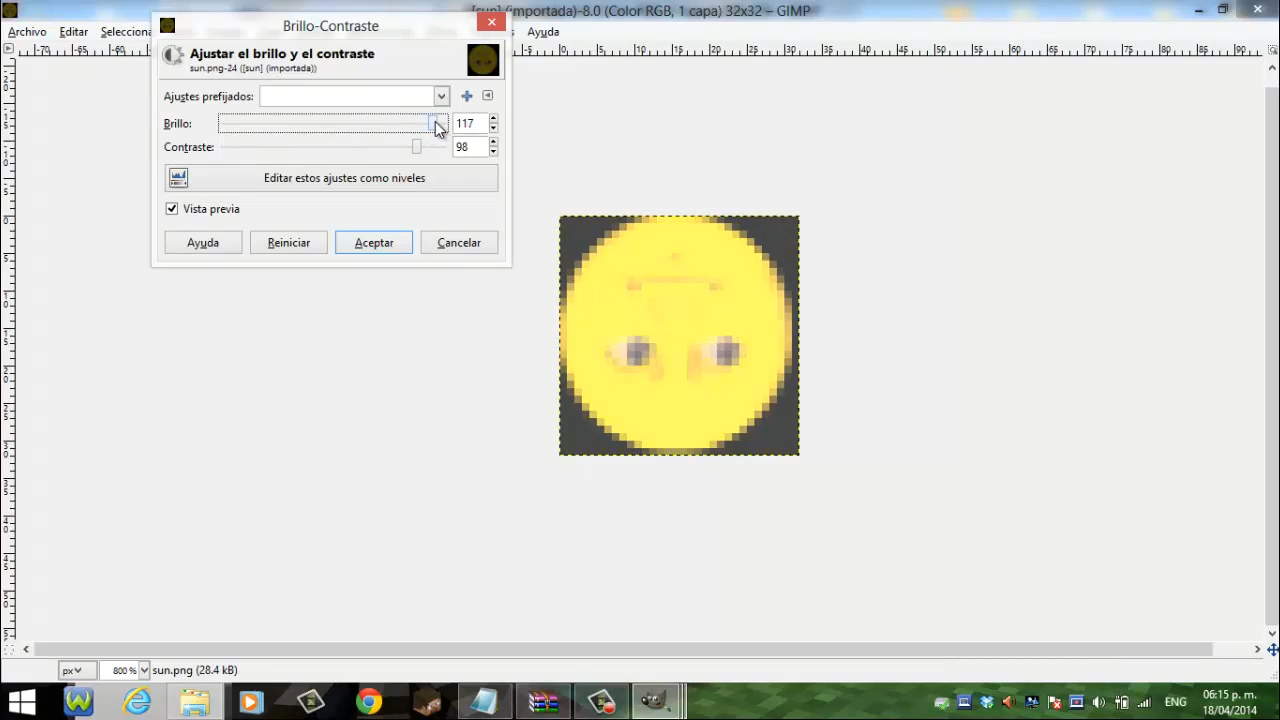 [sun] (importada)-8.0 (Color RGB, 1 capa) 32x32 – GIMP
Brillo-Contraste
Archivo Editar Selecciona Ayuda
Ajustar el brillo y el contraste
sun.png-24 ([sun] (importada))
Ajustes prefijados:
Brillo: 117
Contraste: 98
Editar estos ajustes como niveles
Vista previa
Ayuda Reiniciar Aceptar Cancelar
px 800 % sun.png (28.4 kB)
ENG
06:15 p.m.
18/04/2014